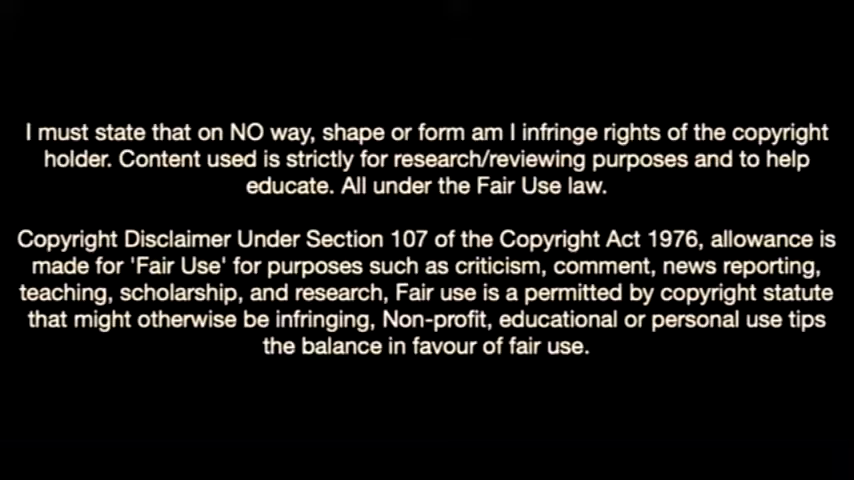 I must state that on NO way, shape or form am I infringe rights of the copyright
holder. Content used is strictly for research/reviewing purposes and to help
educate. All under the Fair Use law.
Copyright Disclaimer Under Section 107 of the Copyright Act 1976, allowance is
made for 'Fair Use' for purposes such as criticism, comment, news reporting,
teaching, scholarship, and research, Fair use is a permitted by copyright statute
that might otherwise be infringing, Non-profit, educational or personal use tips
the balance in favour of fair use.